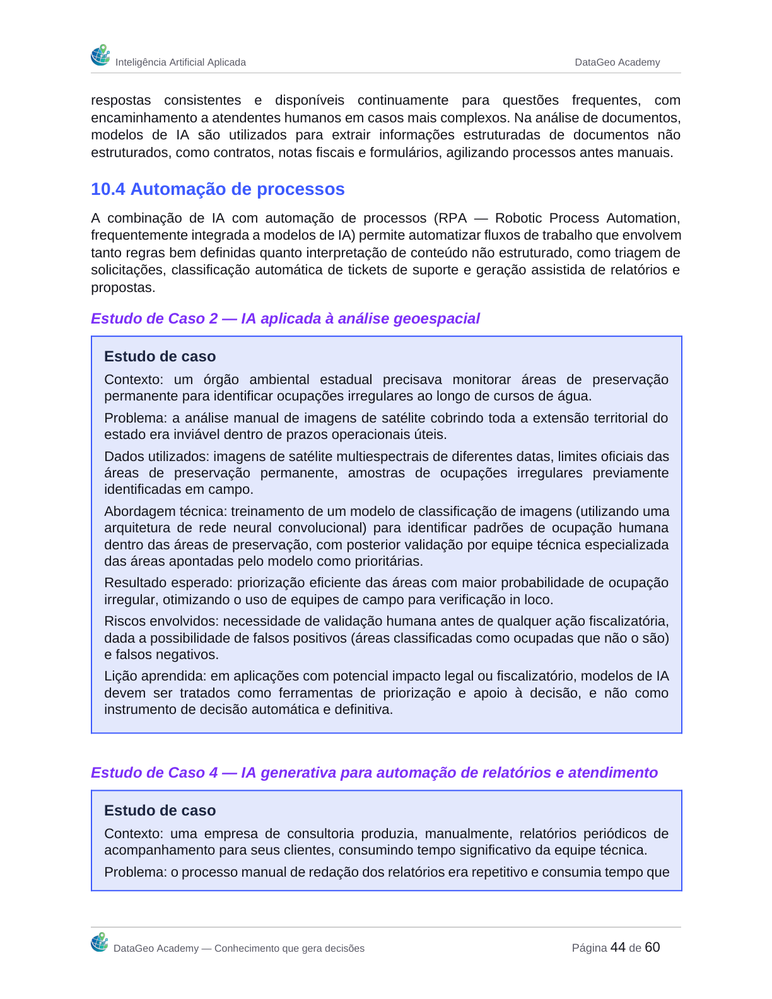 Inteligência Artificial Aplicada
DataGeo Academy
respostas consistentes e disponíveis continuamente para questões frequentes, com
encaminhamento a atendentes humanos em casos mais complexos. Na análise de documentos,
modelos de IA são utilizados para extrair informações estruturadas de documentos não
estruturados, como contratos, notas fiscais e formulários, agilizando processos antes manuais.
10.4 Automação de processos
A combinação de IA com automação de processos (RPA — Robotic Process Automation,
frequentemente integrada a modelos de IA) permite automatizar fluxos de trabalho que envolvem
tanto regras bem definidas quanto interpretação de conteúdo não estruturado, como triagem de
solicitações, classificação automática de tickets de suporte e geração assistida de relatórios e
propostas.
Estudo de Caso 2 — IA aplicada à análise geoespacial
Estudo de caso
Contexto: um órgão ambiental estadual precisava monitorar áreas de preservação
permanente para identificar ocupações irregulares ao longo de cursos de água.
Problema: a análise manual de imagens de satélite cobrindo toda a extensão territorial do
estado era inviável dentro de prazos operacionais úteis.
Dados utilizados: imagens de satélite multiespectrais de diferentes datas, limites oficiais das
áreas de preservação permanente, amostras de ocupações irregulares previamente
identificadas em campo.
Abordagem técnica: treinamento de um modelo de classificação de imagens (utilizando uma
arquitetura de rede neural convolucional) para identificar padrões de ocupação humana
dentro das áreas de preservação, com posterior validação por equipe técnica especializada
das áreas apontadas pelo modelo como prioritárias.
Resultado esperado: priorização eficiente das áreas com maior probabilidade de ocupação
irregular, otimizando o uso de equipes de campo para verificação in loco.
Riscos envolvidos: necessidade de validação humana antes de qualquer ação fiscalizatória,
dada a possibilidade de falsos positivos (áreas classificadas como ocupadas que não o são)
e falsos negativos.
Lição aprendida: em aplicações com potencial impacto legal ou fiscalizatório, modelos de IA
devem ser tratados como ferramentas de priorização e apoio à decisão, e não como
instrumento de decisão automática e definitiva.
Estudo de Caso 4 — IA generativa para automação de relatórios e atendimento
Estudo de caso
Contexto: uma empresa de consultoria produzia, manualmente, relatórios periódicos de
acompanhamento para seus clientes, consumindo tempo significativo da equipe técnica.
Problema: o processo manual de redação dos relatórios era repetitivo e consumia tempo que
DataGeo Academy — Conhecimento que gera decisões
Página 44 de 60